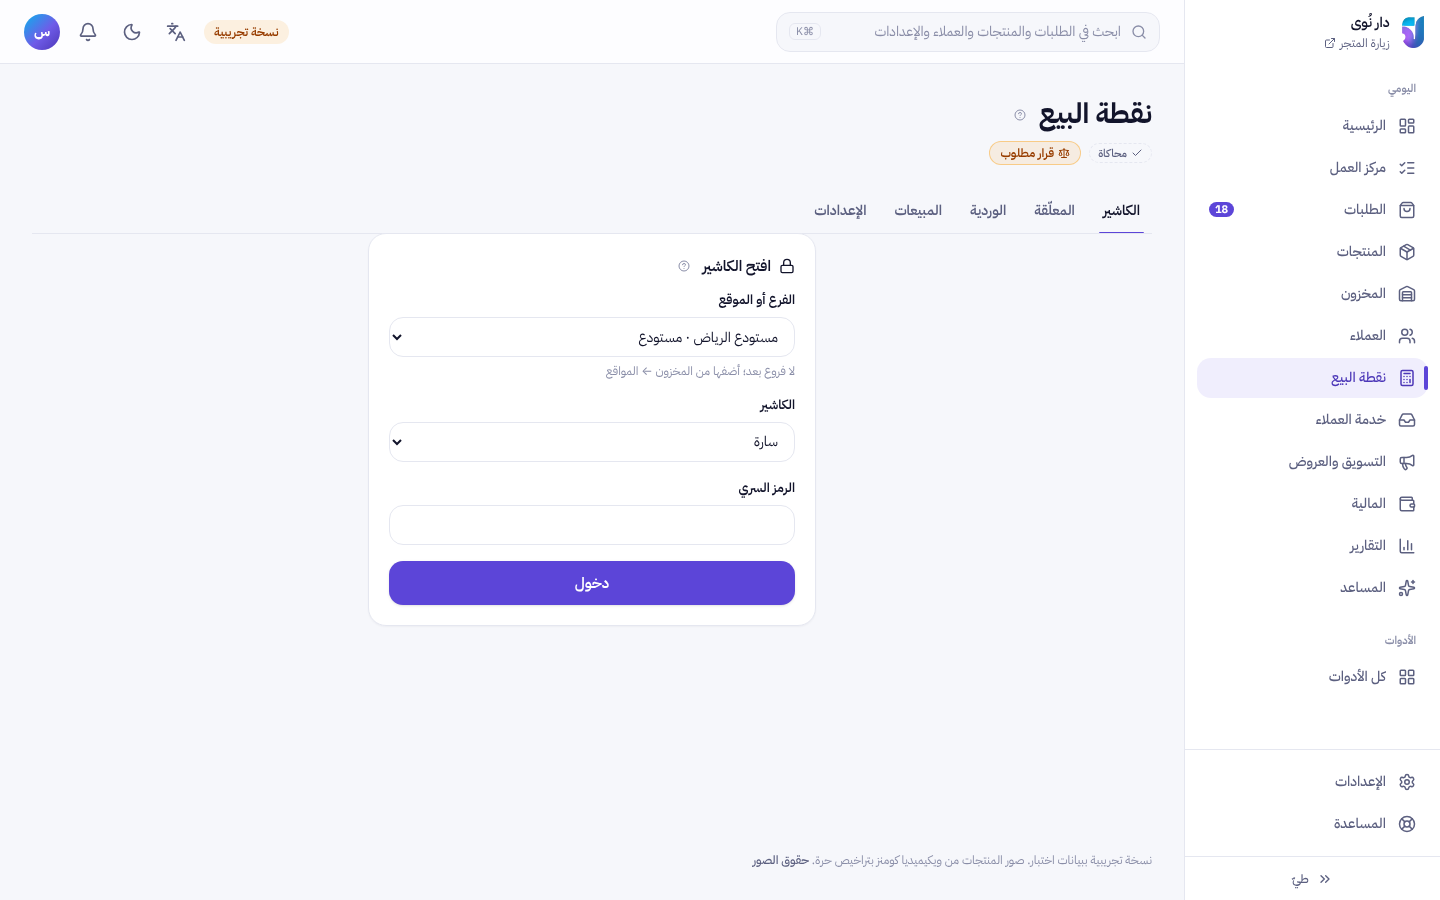 دار نُوى
زيارة المتجر
ابحث في الطلبات والمنتجات والعملاء والإعدادات
⌘K
نسخة تجريبية
س
اليومي
الرئيسية
مركز العمل
الطلبات
18
المنتجات
المخزون
العملاء
نقطة البيع
خدمة العملاء
التسويق والعروض
المالية
التقارير
المساعد
الأدوات
كل الأدوات
الإعدادات
المساعدة
طيّ
نقطة البيع
محاكاة
قرار مطلوب
الكاشير
المعلّقة
الوردية
المبيعات
الإعدادات
افتح الكاشير
الفرع أو الموقع
مستودع الرياض · مستودع
لا فروع بعد؛ أضفها من المخزون ← المواقع
الكاشير
سارة
الرمز السري
دخول
نسخة تجريبية ببيانات اختبار. صور المنتجات من ويكيميديا كومنز بتراخيص حرة. حقوق الصور